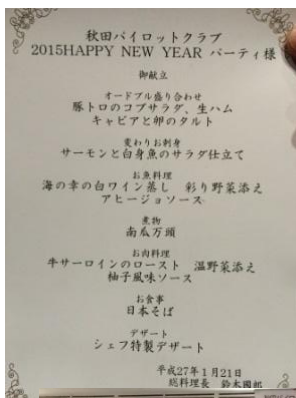 秋田パイロットクラブ
2015HAPPY NEW YEAR パーティ様
御献立
オードブル盛り合わせ
豚トロのコブサラダ、生ハム
キャビアと卵のタルト
変わりお刺身
サーモンと白身魚のサラダ仕立て
お魚料理
海の幸の白ワイン蒸し 彩り野菜添え
アヒージョソース
煮物
南瓜万頭
お肉料理
牛サーロインのロースト 温野菜添え
柚子風味ソース
お食事
日本そば
デザート
シェフ特製デザート
平成27年1月21日
総料理長 鈴木國郎